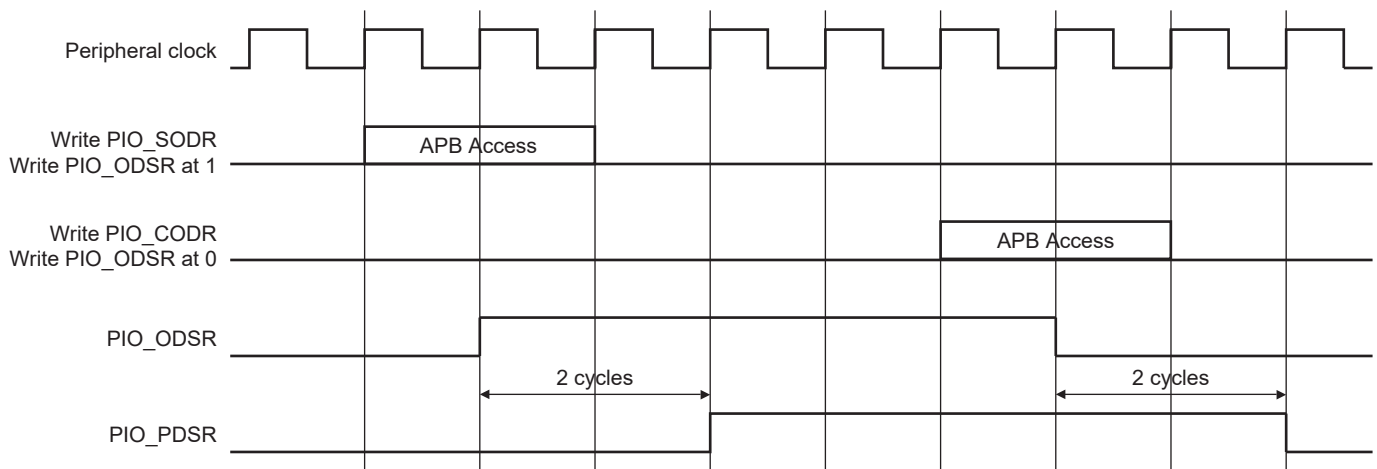 Peripheral clock
Write PIO_SODR
Write PIO_ODSR at 1
APB Access
Write PIO_CODR
Write PIO_ODSR at 0
APB Access
PIO_ODSR
2 cycles
2 cycles
PIO_PDSR